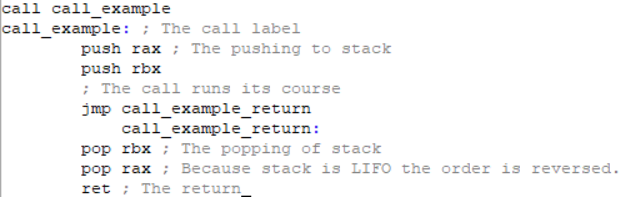 call call_example
call_example: ; The call label
push rax ; The pushing to stack
push rbx
; The call runs its course
jmp call_example_return
call_example_return:
pop rbx ; The popping of stack
pop rax ; Because stack is LIFO the order is reversed.
ret ; The return_